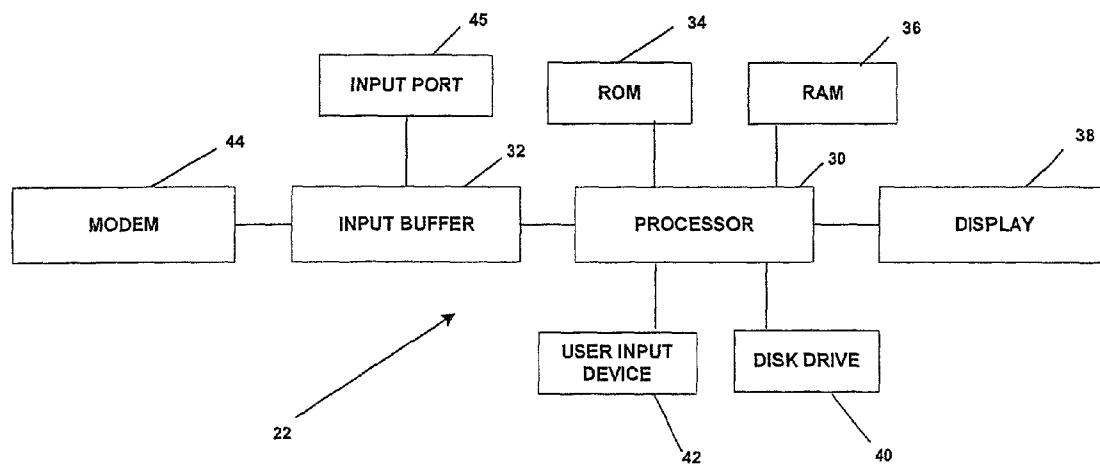 45
34
36
INPUT PORT
ROM
RAM
44
32
30
38
MODEM
INPUT BUFFER
PROCESSOR
DISPLAY
USER INPUT
DEVICE
DISK DRIVE
22
42
40